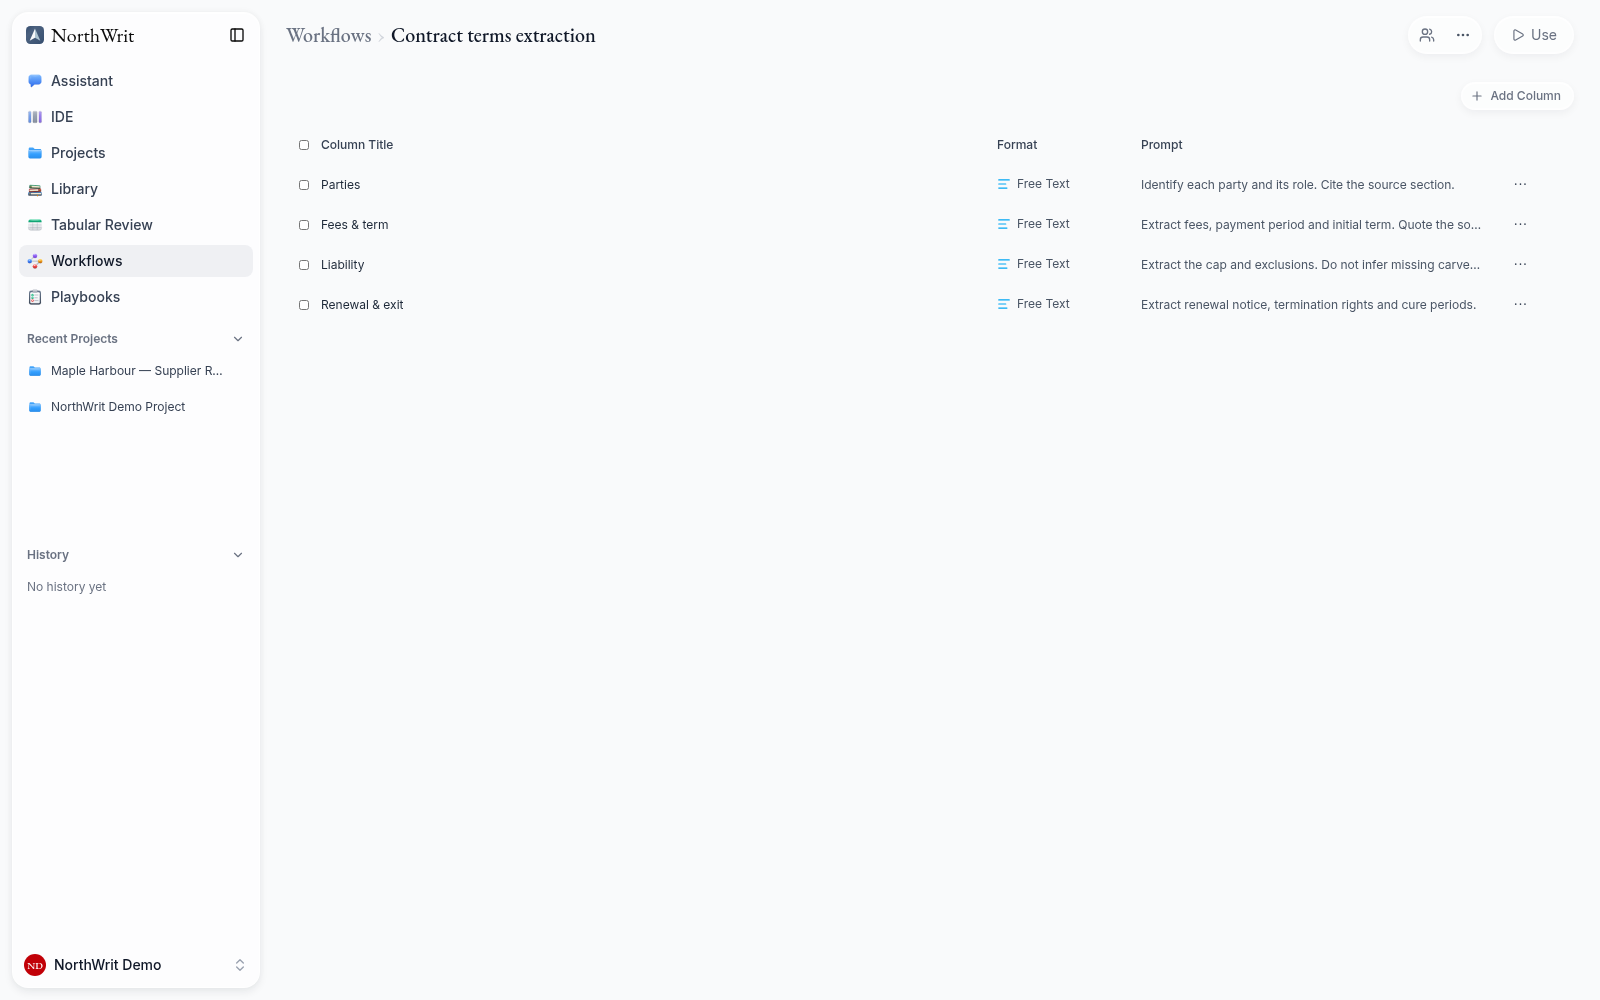 NorthWrit
Assistant
IDE
Projects
Library
Tabular Review
Workflows
Playbooks
Recent Projects
Maple Harbour — Supplier R...
NorthWrit Demo Project
History
No history yet
ND NorthWrit Demo
Workflows › Contract terms extraction
Use
Add Column
Column Title Format Prompt
Parties Free Text Identify each party and its role. Cite the source section.
Fees & term Free Text Extract fees, payment period and initial term. Quote the so...
Liability Free Text Extract the cap and exclusions. Do not infer missing carve...
Renewal & exit Free Text Extract renewal notice, termination rights and cure periods.